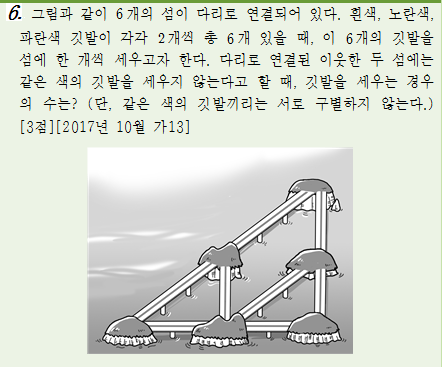 6. 그림과 같이 6개의 섬이 다리로 연결되어 있다. 흰색, 노란색,
파란색 깃발이 각각 2개씩 총 6개 있을 때, 이 6개의 깃발을
섬에 한 개씩 세우고자 한다. 다리로 연결된 이웃한 두 섬에는
같은 색의 깃발을 세우지 않는다고 할 때, 깃발을 세우는 경우
의 수는? (단, 같은 색의 깃발끼리는 서로 구별하지 않는다.)
[3점][2017년 10월 가13]